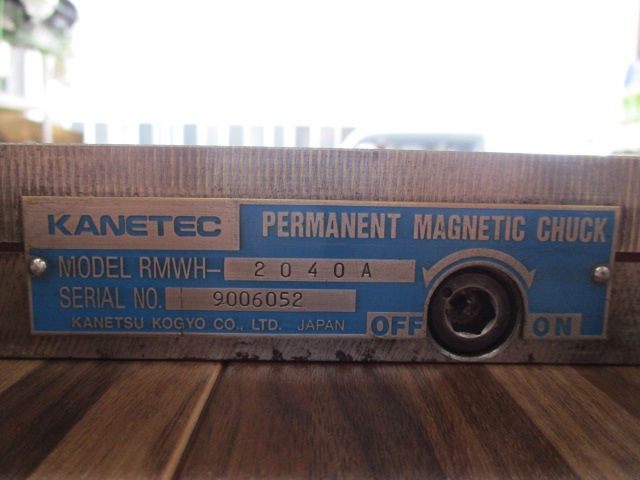 KANETEC
PERMANENT MAGNETIC CHUCK
MODEL RMWH-2040A
SERIAL NO. 9006052
KANETSU KOGYO CO., LTD. JAPAN
OFF ON